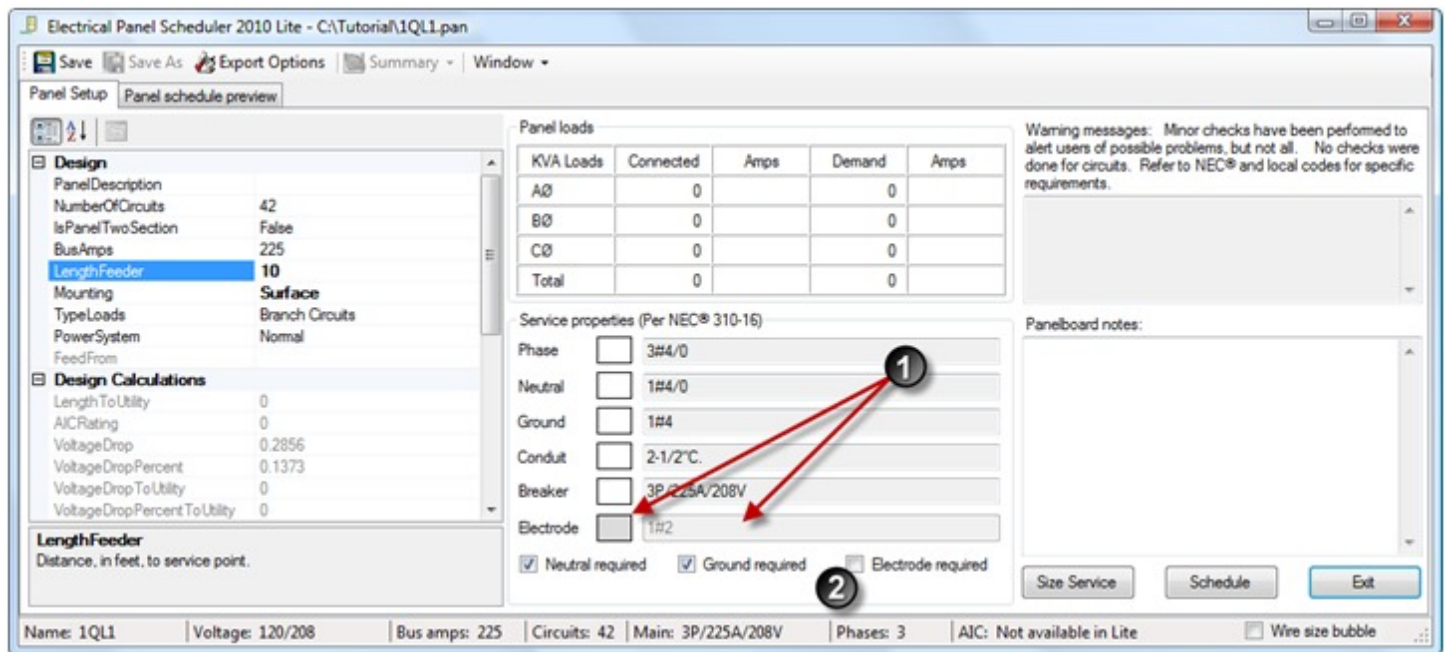 Electrical Panel Scheduler 2010 Lite - C:\Tutorial\1QL1.pan
Save Save As Export Options Summary Window
Panel Setup Panel schedule preview
Design
PanelDescription
NumberOfCircuits 42
IsPanelTwoSection False
BusAmps 225
LengthFeeder 10
Mounting Surface
TypeLoads Branch Circuits
PowerSystem Normal
FeedFrom
Design Calculations
LengthToUtility 0
AICRating 0
VoltageDrop 0.2856
VoltageDropPercent 0.1373
VoltageDropToUtility 0
VoltageDropPercentToUtility 0
LengthFeeder
Distance, in feet, to service point.
Panel loads
KVA Loads Connected Amps Demand Amps
AØ 0 0
BØ 0 0
CØ 0 0
Total 0 0
Service properties (Per NEC® 310-16)
Phase 3#4/0
Neutral 1#4/0
Ground 1#4
Conduit 2-1/2"C.
Breaker 3P/225A/208V
Electrode 1#2
1
Neutral required Ground required Electrode required
2
Warning messages: Minor checks have been performed to
alert users of possible problems, but not all. No checks were
done for circuits. Refer to NEC® and local codes for specific
requirements.
Panelboard notes:
Size Service Schedule Exit
Name: 1QL1 Voltage: 120/208 Bus amps: 225 Circuits: 42 Main: 3P/225A/208V Phases: 3 AIC: Not available in Lite Wire size bubble